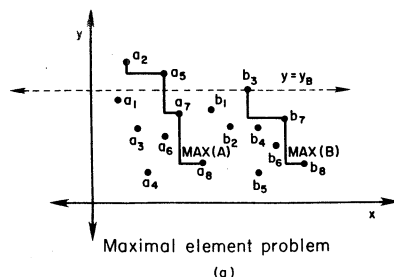 y
a₂
a₅
b₃
y=y_B
a₁
a₇
b₁
b₇
a₃
a₆
b₂
b₄
MAX(A)
b₆
MAX(B)
a₄
a₈
b₅
b₈
x
Maximal element problem
(a)